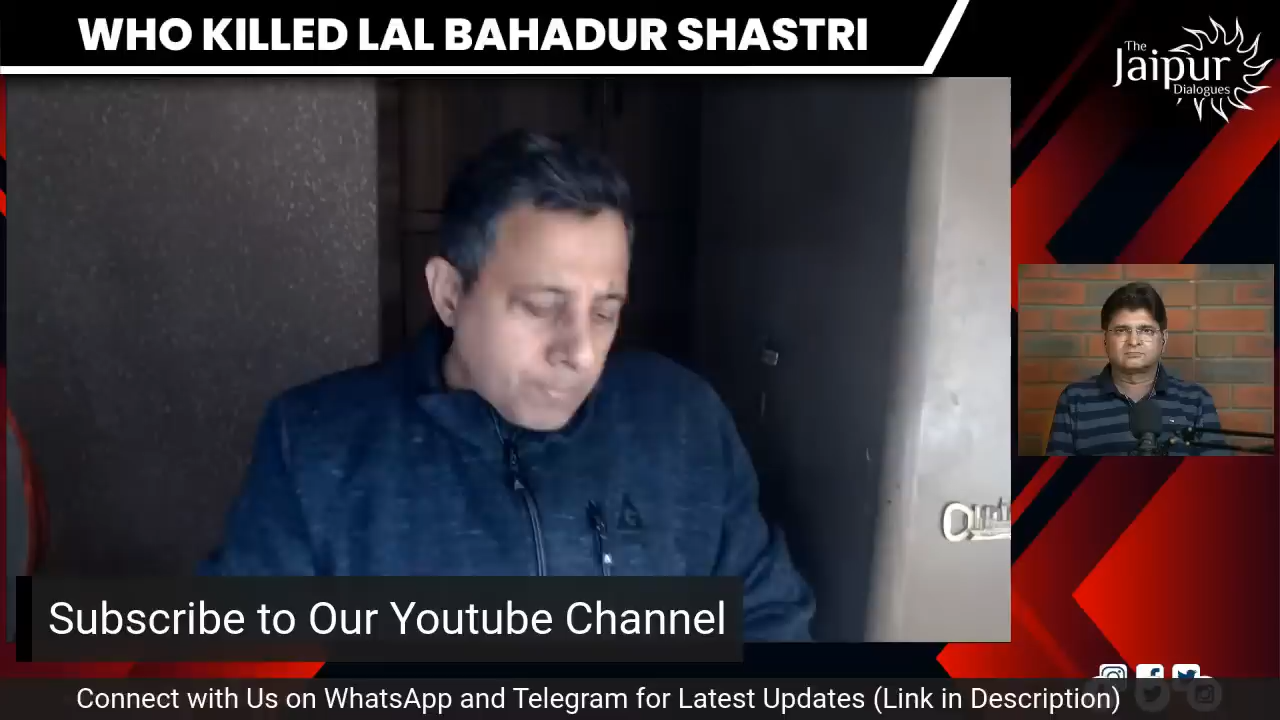 WHO KILLED LAL BAHADUR SHASTRI
The
Jaipur
Dialogues
Subscribe to Our Youtube Channel
Connect with Us on WhatsApp and Telegram for Latest Updates (Link in Description)